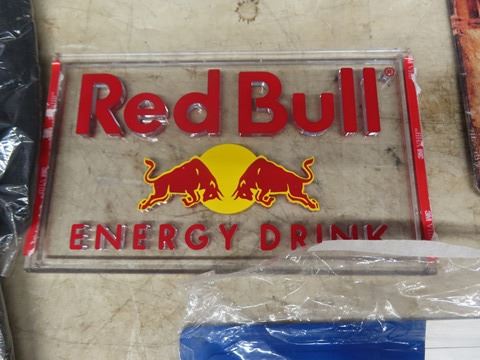 Red Bull®
ENERGY DRINK